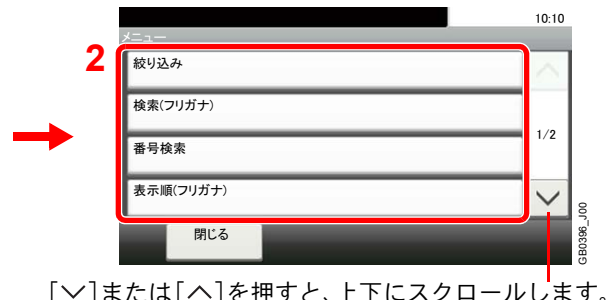 10:10
メニュー
2
絞り込み
検索(フリガナ)
番号検索
1/2
表示順(フリガナ)
閉じる
GB0396_J00
[∨]または[∧]を押すと、上下にスクロールします。